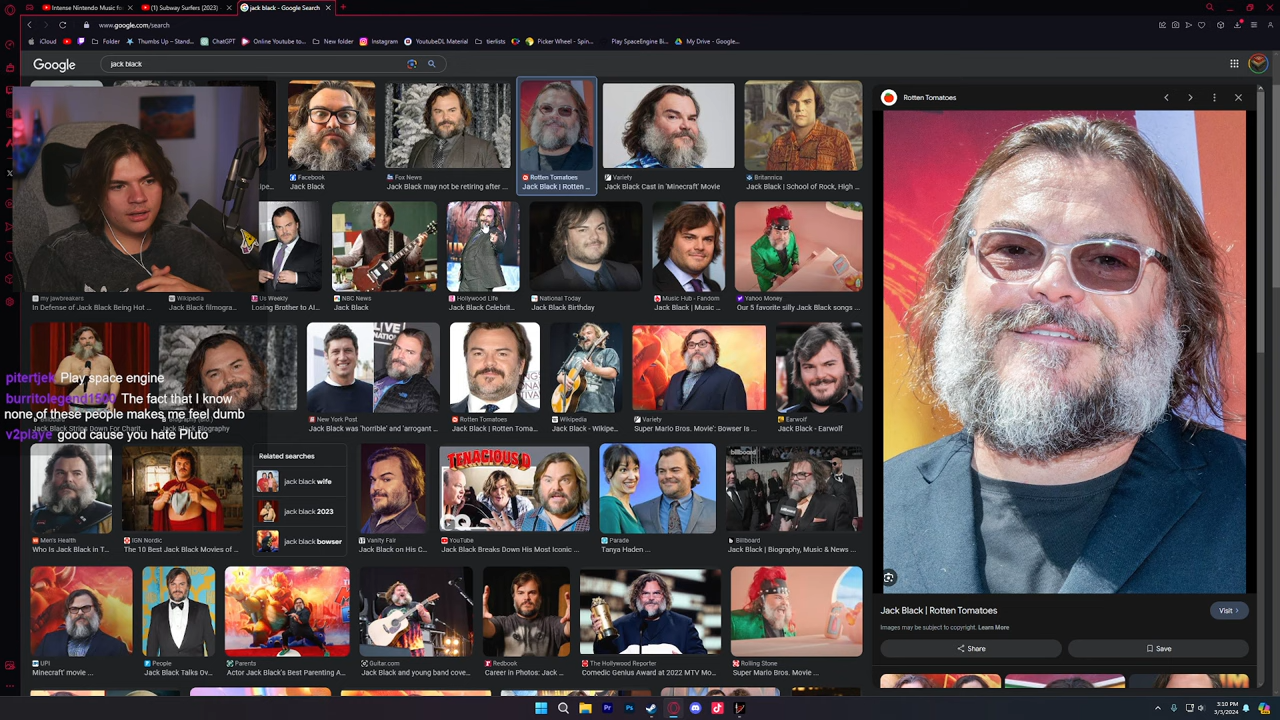 Intense Nintendo Music fo
(1) Subway Surfers (2023)
jack black - Google Search
www.google.com/search
iCloud
Folder
Thumbs Up – Stand...
ChatGPT
Online Youtube to...
New folder
Instagram
YoutubeDL Material
tierlists
Picker Wheel - Spin...
Play SpaceEngine Bi...
My Drive - Google...
Google
jack black
Rotten Tomatoes
Facebook
Jack Black
Fox News
Jack Black may not be retiring after ...
Rotten Tomatoes
Jack Black | Rotten ...
Variety
Jack Black Cast in 'Minecraft' Movie
Britannica
Jack Black | School of Rock, High ...
my jawbreakers
In Defense of Jack Black Being Hot ...
Wikipedia
Jack Black filmogra...
Us Weekly
Losing Brother to AI...
NBC News
Jack Black
Hollywood Life
Jack Black Celebrit...
National Today
Jack Black Birthday
Music Hub - Fandom
Jack Black | Music ...
Yahoo Money
Our 5 favorite silly Jack Black songs ...
pitertjek Play space engine
burritolegend1500 The fact that I know
none of these people makes me feel dumb
v2playe good cause you hate Pluto
Jack Black Strips Down For Charit...
Jack Black Biography
New York Post
Jack Black was 'horrible' and 'arrogant ...
Rotten Tomatoes
Jack Black | Rotten Toma...
Wikipedia
Jack Black - Wikipe...
Variety
Super Mario Bros. Movie': Bowser Is ...
Earwolf
Jack Black - Earwolf
Related searches
jack black wife
jack black 2023
jack black bowser
TENACIOUS D
GQ
billboard
Men's Health
Who Is Jack Black in T...
IGN Nordic
The 10 Best Jack Black Movies of ...
Vanity Fair
Jack Black on His C...
YouTube
Jack Black Breaks Down His Most Iconic ...
Parade
Tanya Haden ...
Billboard
Jack Black | Biography, Music & News ...
Jack Black | Rotten Tomatoes
Visit
Images may be subject to copyright. Learn More
Share
Save
UPI
Minecraft' movie ...
People
Jack Black Talks Ov...
Parents
Actor Jack Black's Best Parenting A...
Guitar.com
Jack Black and young band cove...
Redbook
Career in Photos: Jack ...
The Hollywood Reporter
Comedic Genius Award at 2022 MTV Mo...
Rolling Stone
Super Mario Bros. Movie ...
3:10 PM
3/3/2024